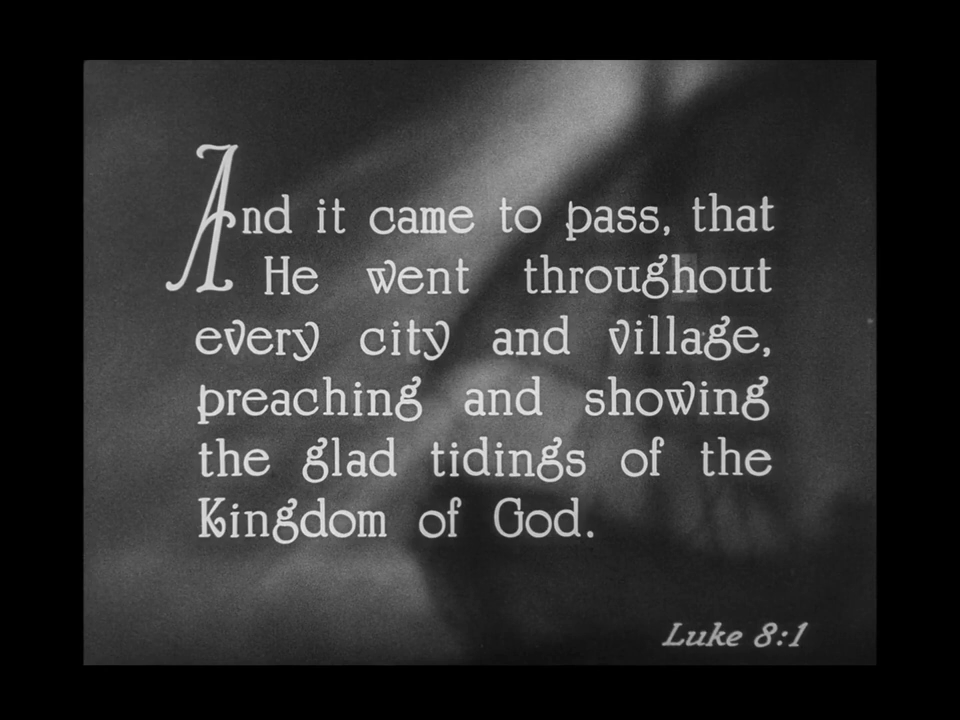 And it came to pass, that
He went throughout
every city and village,
preaching and showing
the glad tidings of the
Kingdom of God.
Luke 8:1